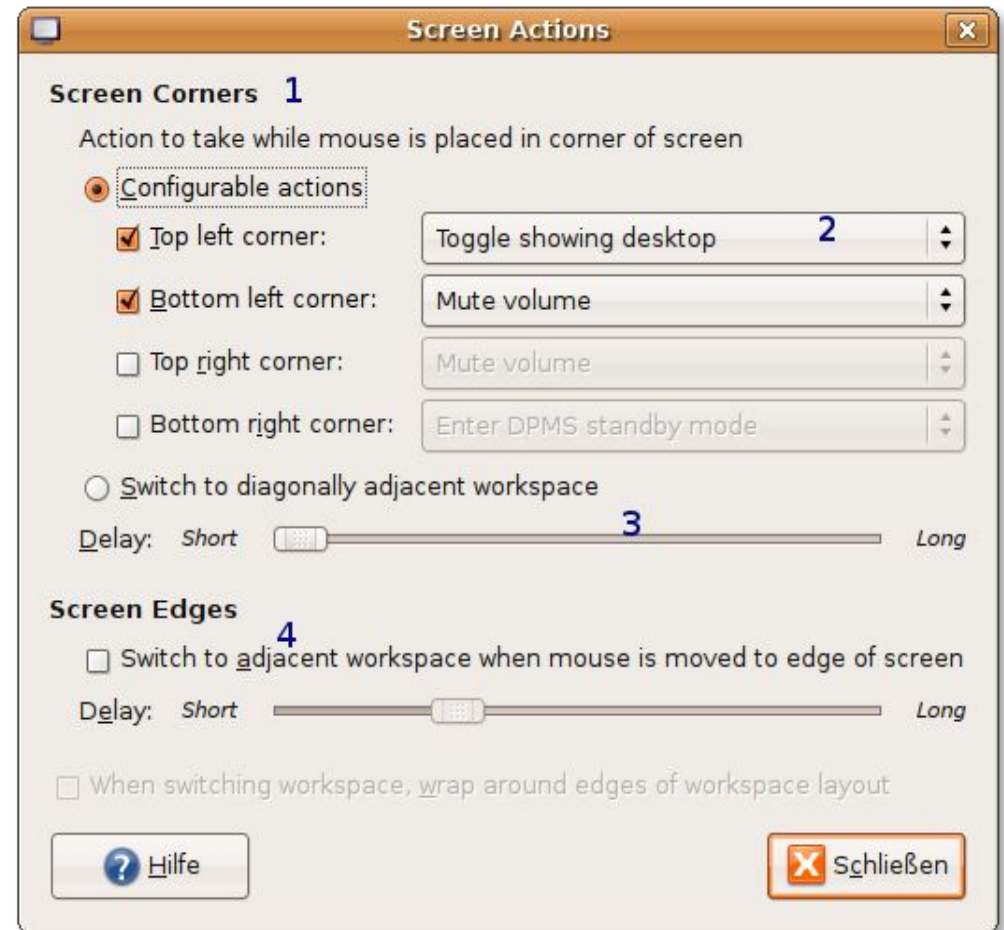 Screen Actions
Screen Corners 1
Action to take while mouse is placed in corner of screen
Configurable actions
Top left corner: Toggle showing desktop 2
Bottom left corner: Mute volume
Top right corner: Mute volume
Bottom right corner: Enter DPMS standby mode
Switch to diagonally adjacent workspace
3
Delay: Short Long
Screen Edges
4
Switch to adjacent workspace when mouse is moved to edge of screen
Delay: Short Long
When switching workspace, wrap around edges of workspace layout
Hilfe Schließen